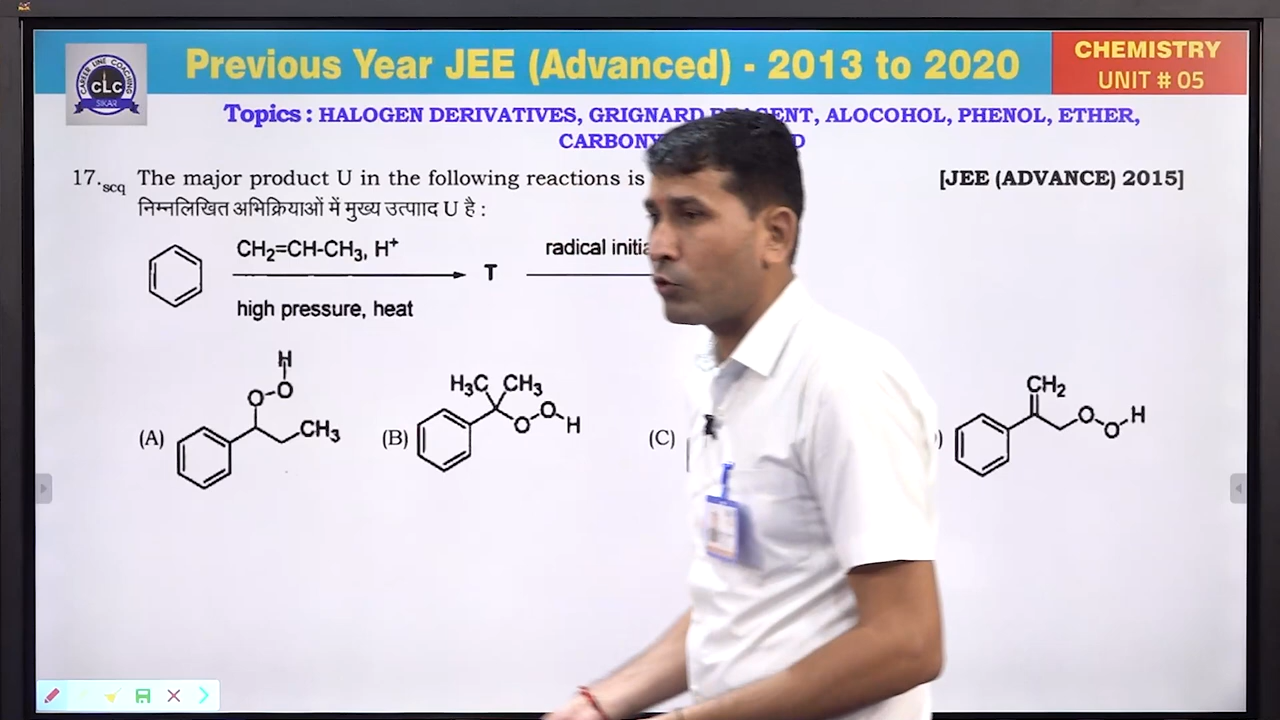 Previous Year JEE (Advanced) - 2013 to 2020
CHEMISTRY
UNIT # 05
CAREER LINE COACHING
CLC
SIKAR
Topics : HALOGEN DERIVATIVES, GRIGNARD ALOCOHOL, PHENOL, ETHER,
17. scq The major product U in the following reactions is
[JEE (ADVANCE) 2015]
निम्नलिखित अभिक्रियाओं में मुख्य उत्पााद U है :
CH₂=CH-CH₃, H⁺
T
radical
high pressure, heat
(A)
H
O-O
CH₃
(B)
H₃C CH₃
O O H
(C)
CH₂
O O H